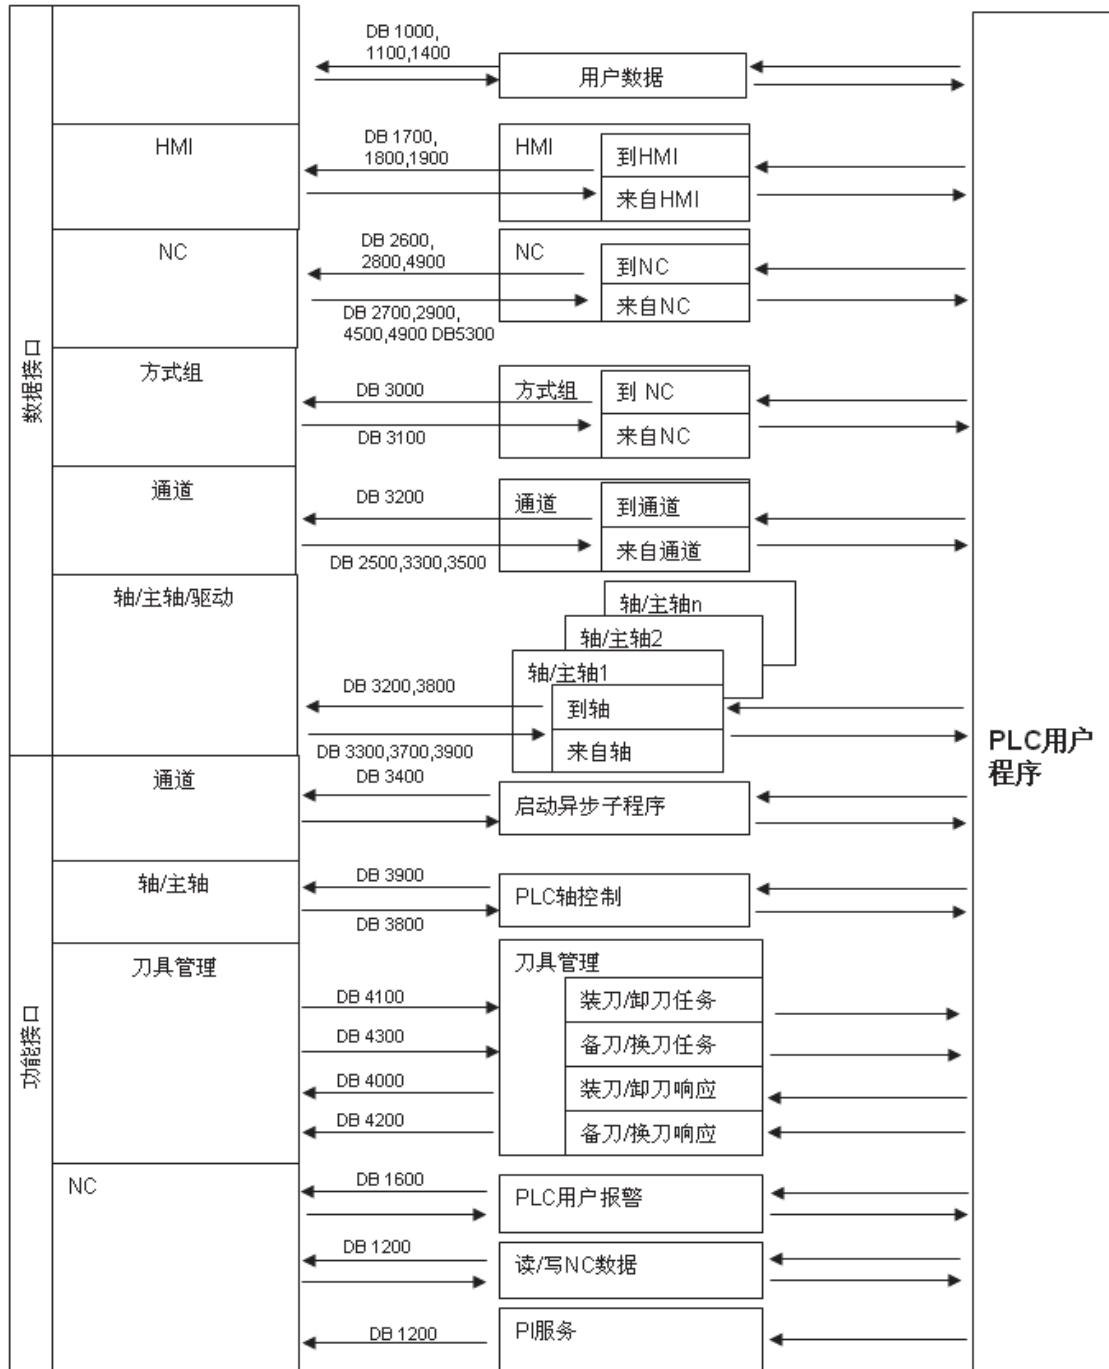 DB 1000,
1100,1400
用户数据
HMI
DB 1700,
1800,1900
HMI
到HMI
来自HMI
NC
DB 2600,
2800,4900
NC
到NC
来自NC
DB 2700,2900,
4500,4900 DB5300
数据接口
方式组
DB 3000
方式组
到 NC
DB 3100
来自NC
通道
DB 3200
通道
到通道
来自通道
DB 2500,3300,3500
轴/主轴/驱动
轴/主轴n
轴/主轴2
轴/主轴1
DB 3200,3800
到轴
DB 3300,3700,3900
来自轴
PLC用户
程序
通道
DB 3400
启动异步子程序
轴/主轴
DB 3900
PLC轴控制
DB 3800
功能接口
刀具管理
刀具管理
DB 4100
装刀/卸刀任务
DB 4300
备刀/换刀任务
DB 4000
装刀/卸刀响应
DB 4200
备刀/换刀响应
NC
DB 1600
PLC用户报警
DB 1200
读/写NC数据
DB 1200
PI服务